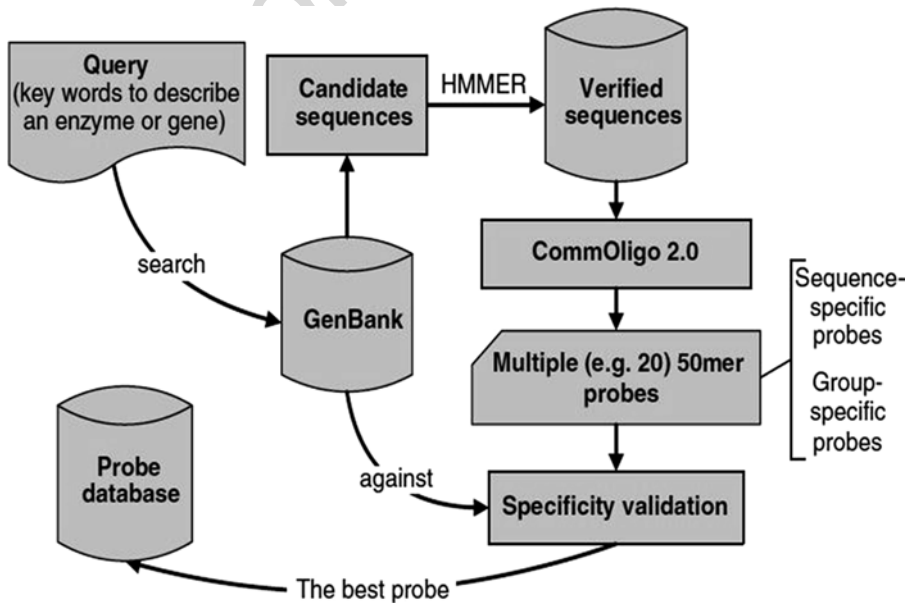 Query
(key words to describe
an enzyme or gene)
Candidate
sequences
HMMER
Verified
sequences
search
GenBank
CommOligo 2.0
Multiple (e.g. 20) 50mer
probes
Sequence-
specific
probes
Group-
specific
probes
against
Specificity validation
Probe
database
The best probe